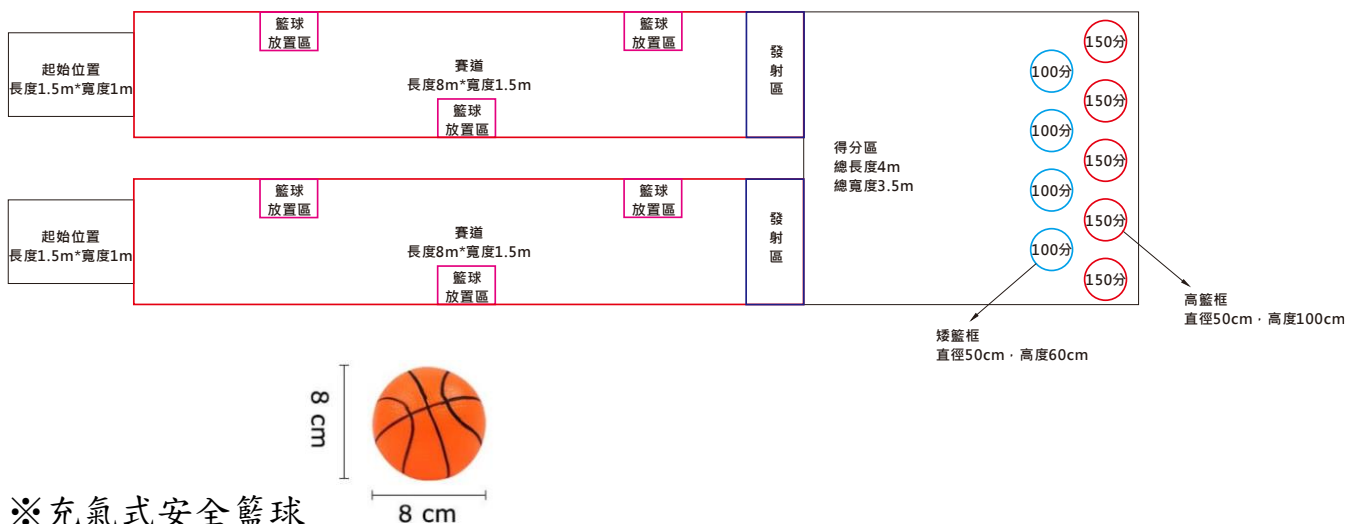 籃球
放置區
籃球
放置區
起始位置
長度1.5m*寬度1m
賽道
長度8m*寬度1.5m
籃球
放置區
發
射
區
籃球
放置區
籃球
放置區
起始位置
長度1.5m*寬度1m
賽道
長度8m*寬度1.5m
籃球
放置區
發
射
區
得分區
總長度4m
總寬度3.5m
150分
100分
150分
100分
150分
100分
150分
100分
150分
高籃框
直徑50cm，高度100cm
矮籃框
直徑50cm，高度60cm
8 cm
8 cm
※充氣式安全籃球